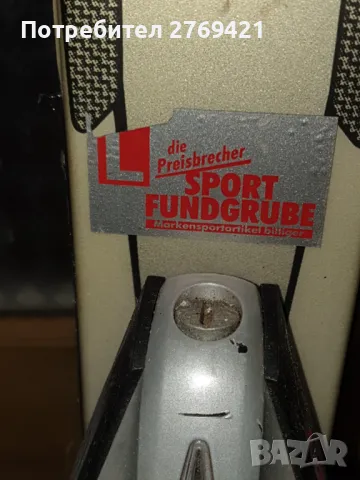 Потребител 2769421
L
die
Preisbrecher
SPORT
FUNDGRUBE
Markensportartikel billiger
BAZAR